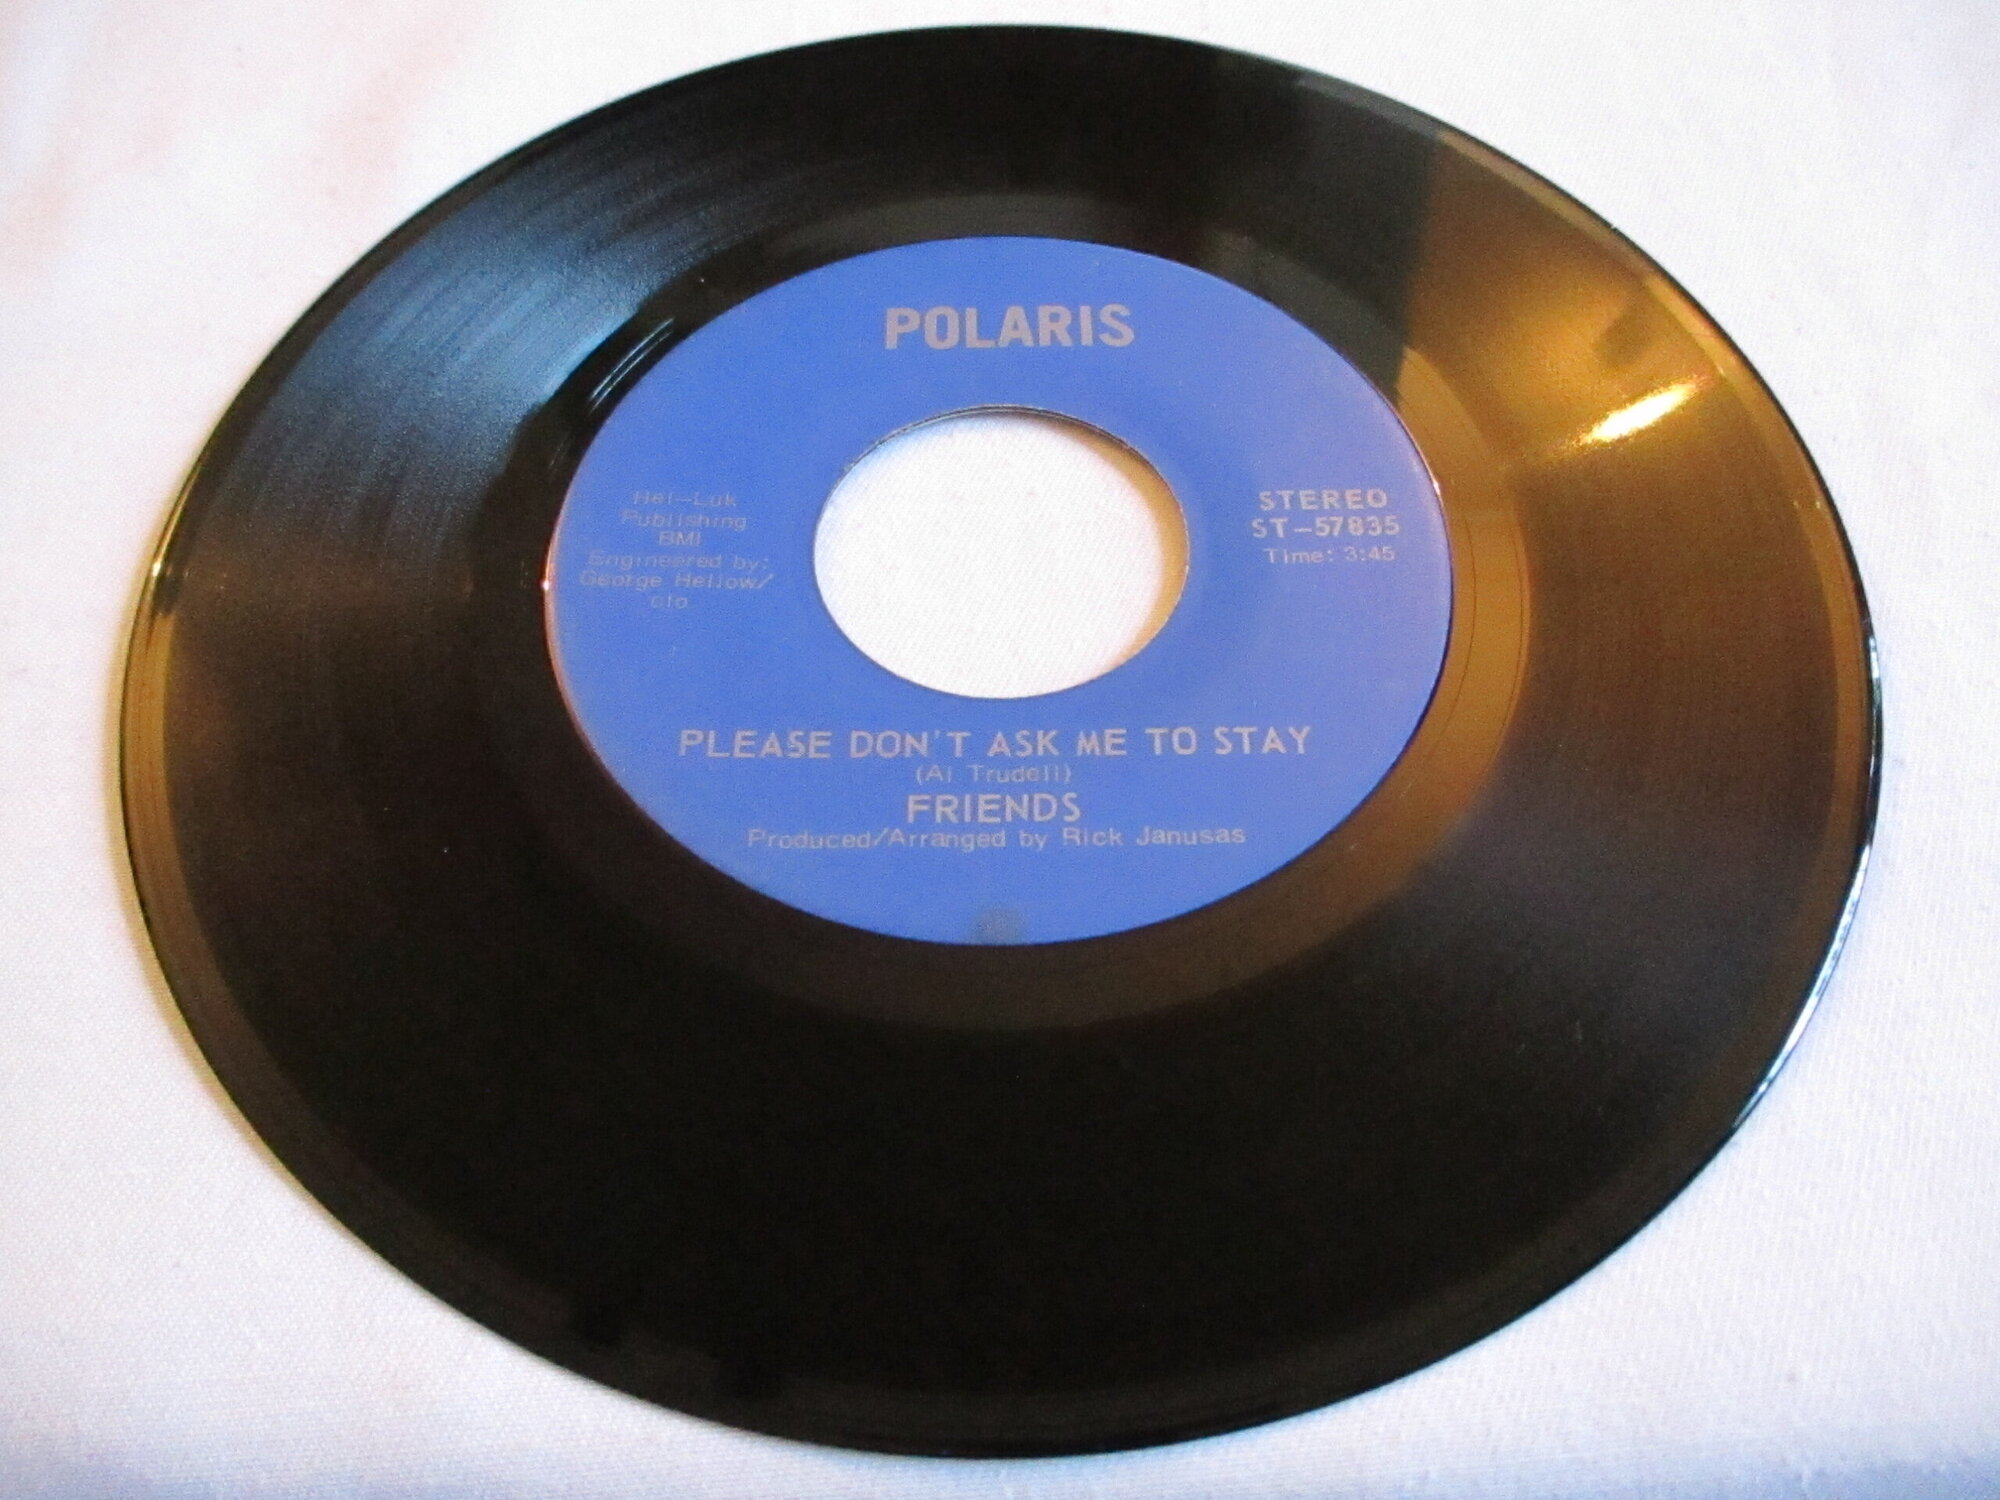 POLARIS
Hel-Luk
Publishing
BMI
Engineered by:
George Hellow/
STEREO
ST-57835
Time: 3:45
PLEASE DON'T ASK ME TO STAY
(Al Trudell)
FRIENDS
Produced/Arranged by Rick Janusas